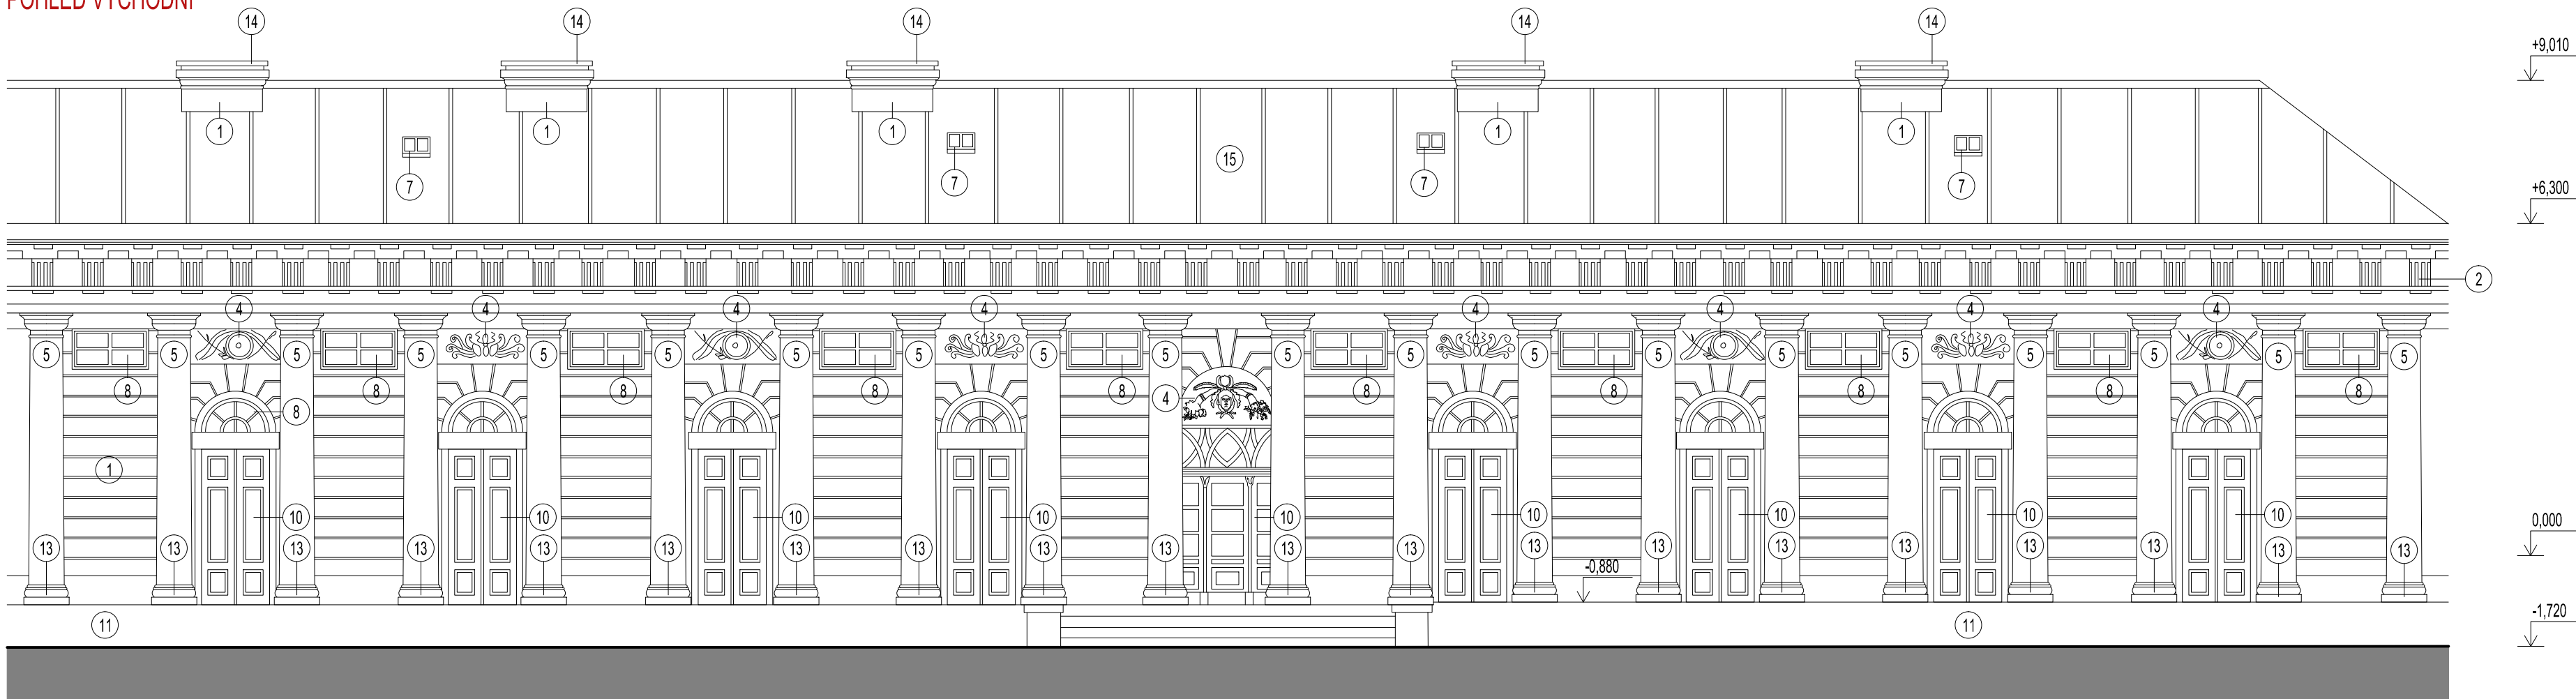 POHLED VÝCHODNÍ
14 14 14 14 14
+9,010
1 1 1 1 1
7 7 15 7 7
+6,300
2
4 4 4 4 4 4 4 4
5 5 5 5 5 5 5 5 5 5 5 5 5 5 5 5 5 5 5 5
8 8 8 8 8 8 8 8 8 8
8 4
1
10 10 10 10 10 10 10 10 10
0,000
13 13 13 13 13 13 13 13 13 13 13 13 13 13 13 13 13 13 13 13
-0,880
-1,720
11 11